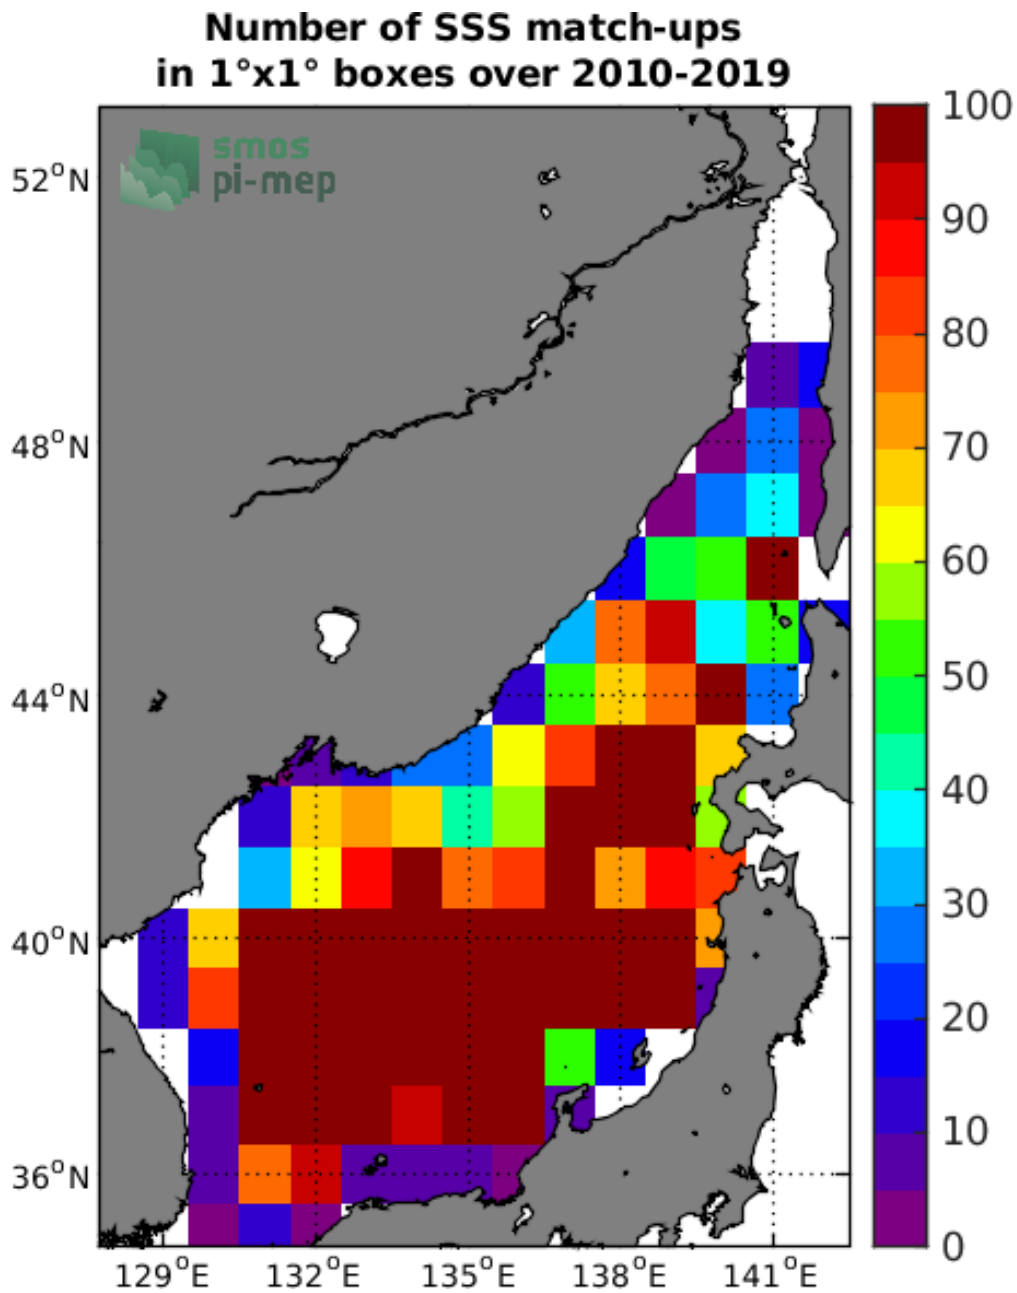 Number of SSS match-ups
in 1°x1° boxes over 2010-2019
smos
pi-mep
52°N
48°N
44°N
40°N
36°N
129°E 132°E 135°E 138°E 141°E
100
90
80
70
60
50
40
30
20
10
0